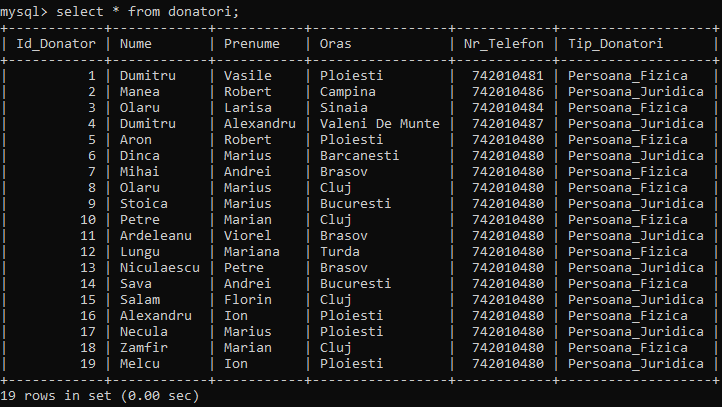 mysql> select * from donatori;
+------------+------------+-----------+----------------+------------+-------------------+
| Id_Donator | Nume       | Prenume   | Oras           | Nr_Telefon | Tip_Donatori      |
+------------+------------+-----------+----------------+------------+-------------------+
|          1 | Dumitru    | Vasile    | Ploiesti       |  742010481 | Persoana_Fizica   |
|          2 | Manea      | Robert    | Campina        |  742010486 | Persoana_Juridica |
|          3 | Olaru      | Larisa    | Sinaia         |  742010484 | Persoana_Fizica   |
|          4 | Dumitru    | Alexandru | Valeni De Munte |  742010487 | Persoana_Juridica |
|          5 | Aron       | Robert    | Ploiesti       |  742010480 | Persoana_Fizica   |
|          6 | Dinca      | Marius    | Barcanesti     |  742010480 | Persoana_Juridica |
|          7 | Mihai      | Andrei    | Brasov         |  742010480 | Persoana_Fizica   |
|          8 | Olaru      | Marius    | Cluj           |  742010480 | Persoana_Fizica   |
|          9 | Stoica     | Marius    | Bucuresti      |  742010480 | Persoana_Juridica |
|         10 | Petre      | Marian    | Cluj           |  742010480 | Persoana_Fizica   |
|         11 | Ardeleanu  | Viorel    | Brasov         |  742010480 | Persoana_Juridica |
|         12 | Lungu      | Mariana   | Turda          |  742010480 | Persoana_Fizica   |
|         13 | Niculaescu | Petre     | Brasov         |  742010480 | Persoana_Juridica |
|         14 | Sava       | Andrei    | Bucuresti      |  742010480 | Persoana_Fizica   |
|         15 | Salam      | Florin    | Cluj           |  742010480 | Persoana_Juridica |
|         16 | Alexandru  | Ion       | Ploiesti       |  742010480 | Persoana_Fizica   |
|         17 | Necula     | Marius    | Ploiesti       |  742010480 | Persoana_Juridica |
|         18 | Zamfir     | Marian    | Cluj           |  742010480 | Persoana_Fizica   |
|         19 | Melcu      | Ion       | Ploiesti       |  742010480 | Persoana_Juridica |
+------------+------------+-----------+----------------+------------+-------------------+
19 rows in set (0.00 sec)